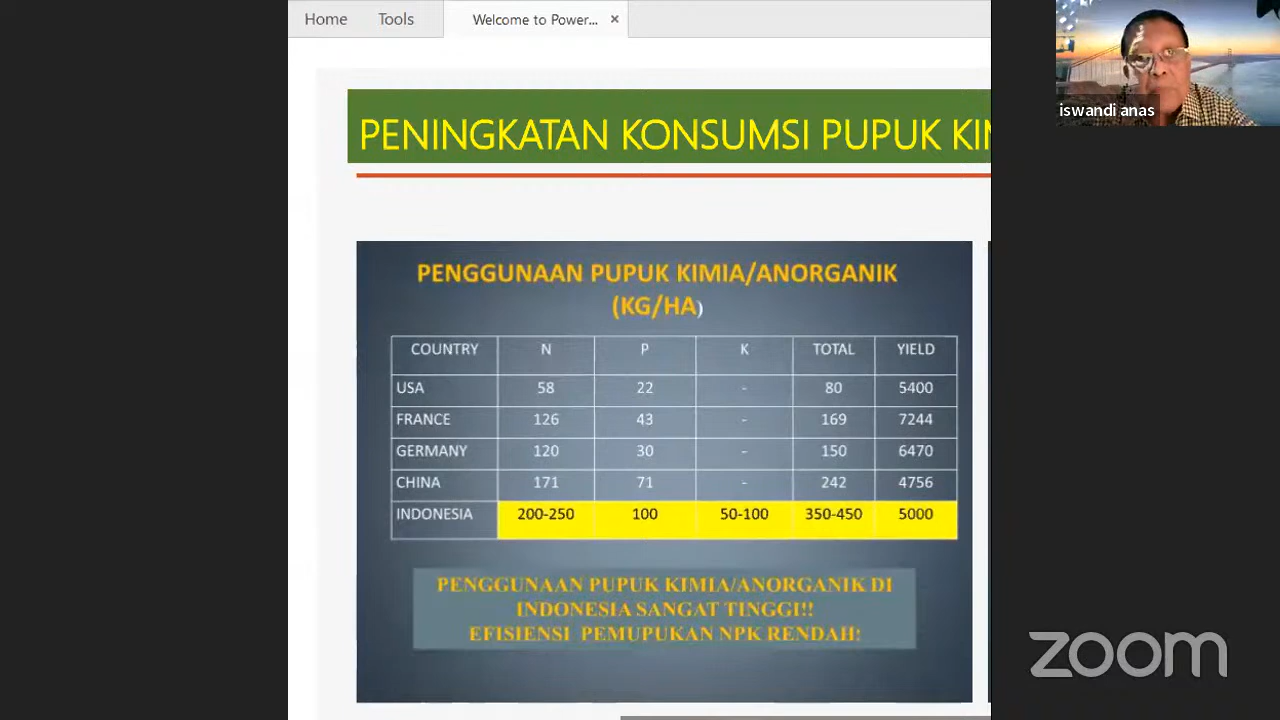 Home Tools Welcome to Power... ×
iswandi anas
PENINGKATAN KONSUMSI PUPUK
PENGGUNAAN PUPUK KIMIA/ANORGANIK
(KG/HA)
COUNTRY N P K TOTAL YIELD
USA 58 22 - 80 5400
FRANCE 126 43 - 169 7244
GERMANY 120 30 - 150 6470
CHINA 171 71 - 242 4756
INDONESIA 200-250 100 50-100 350-450 5000
PENGGUNAAN PUPUK KIMIA/ANORGANIK DI
INDONESIA SANGAT TINGGI!!
EFISIENSI PEMUPUKAN NPK RENDAH!
zoom